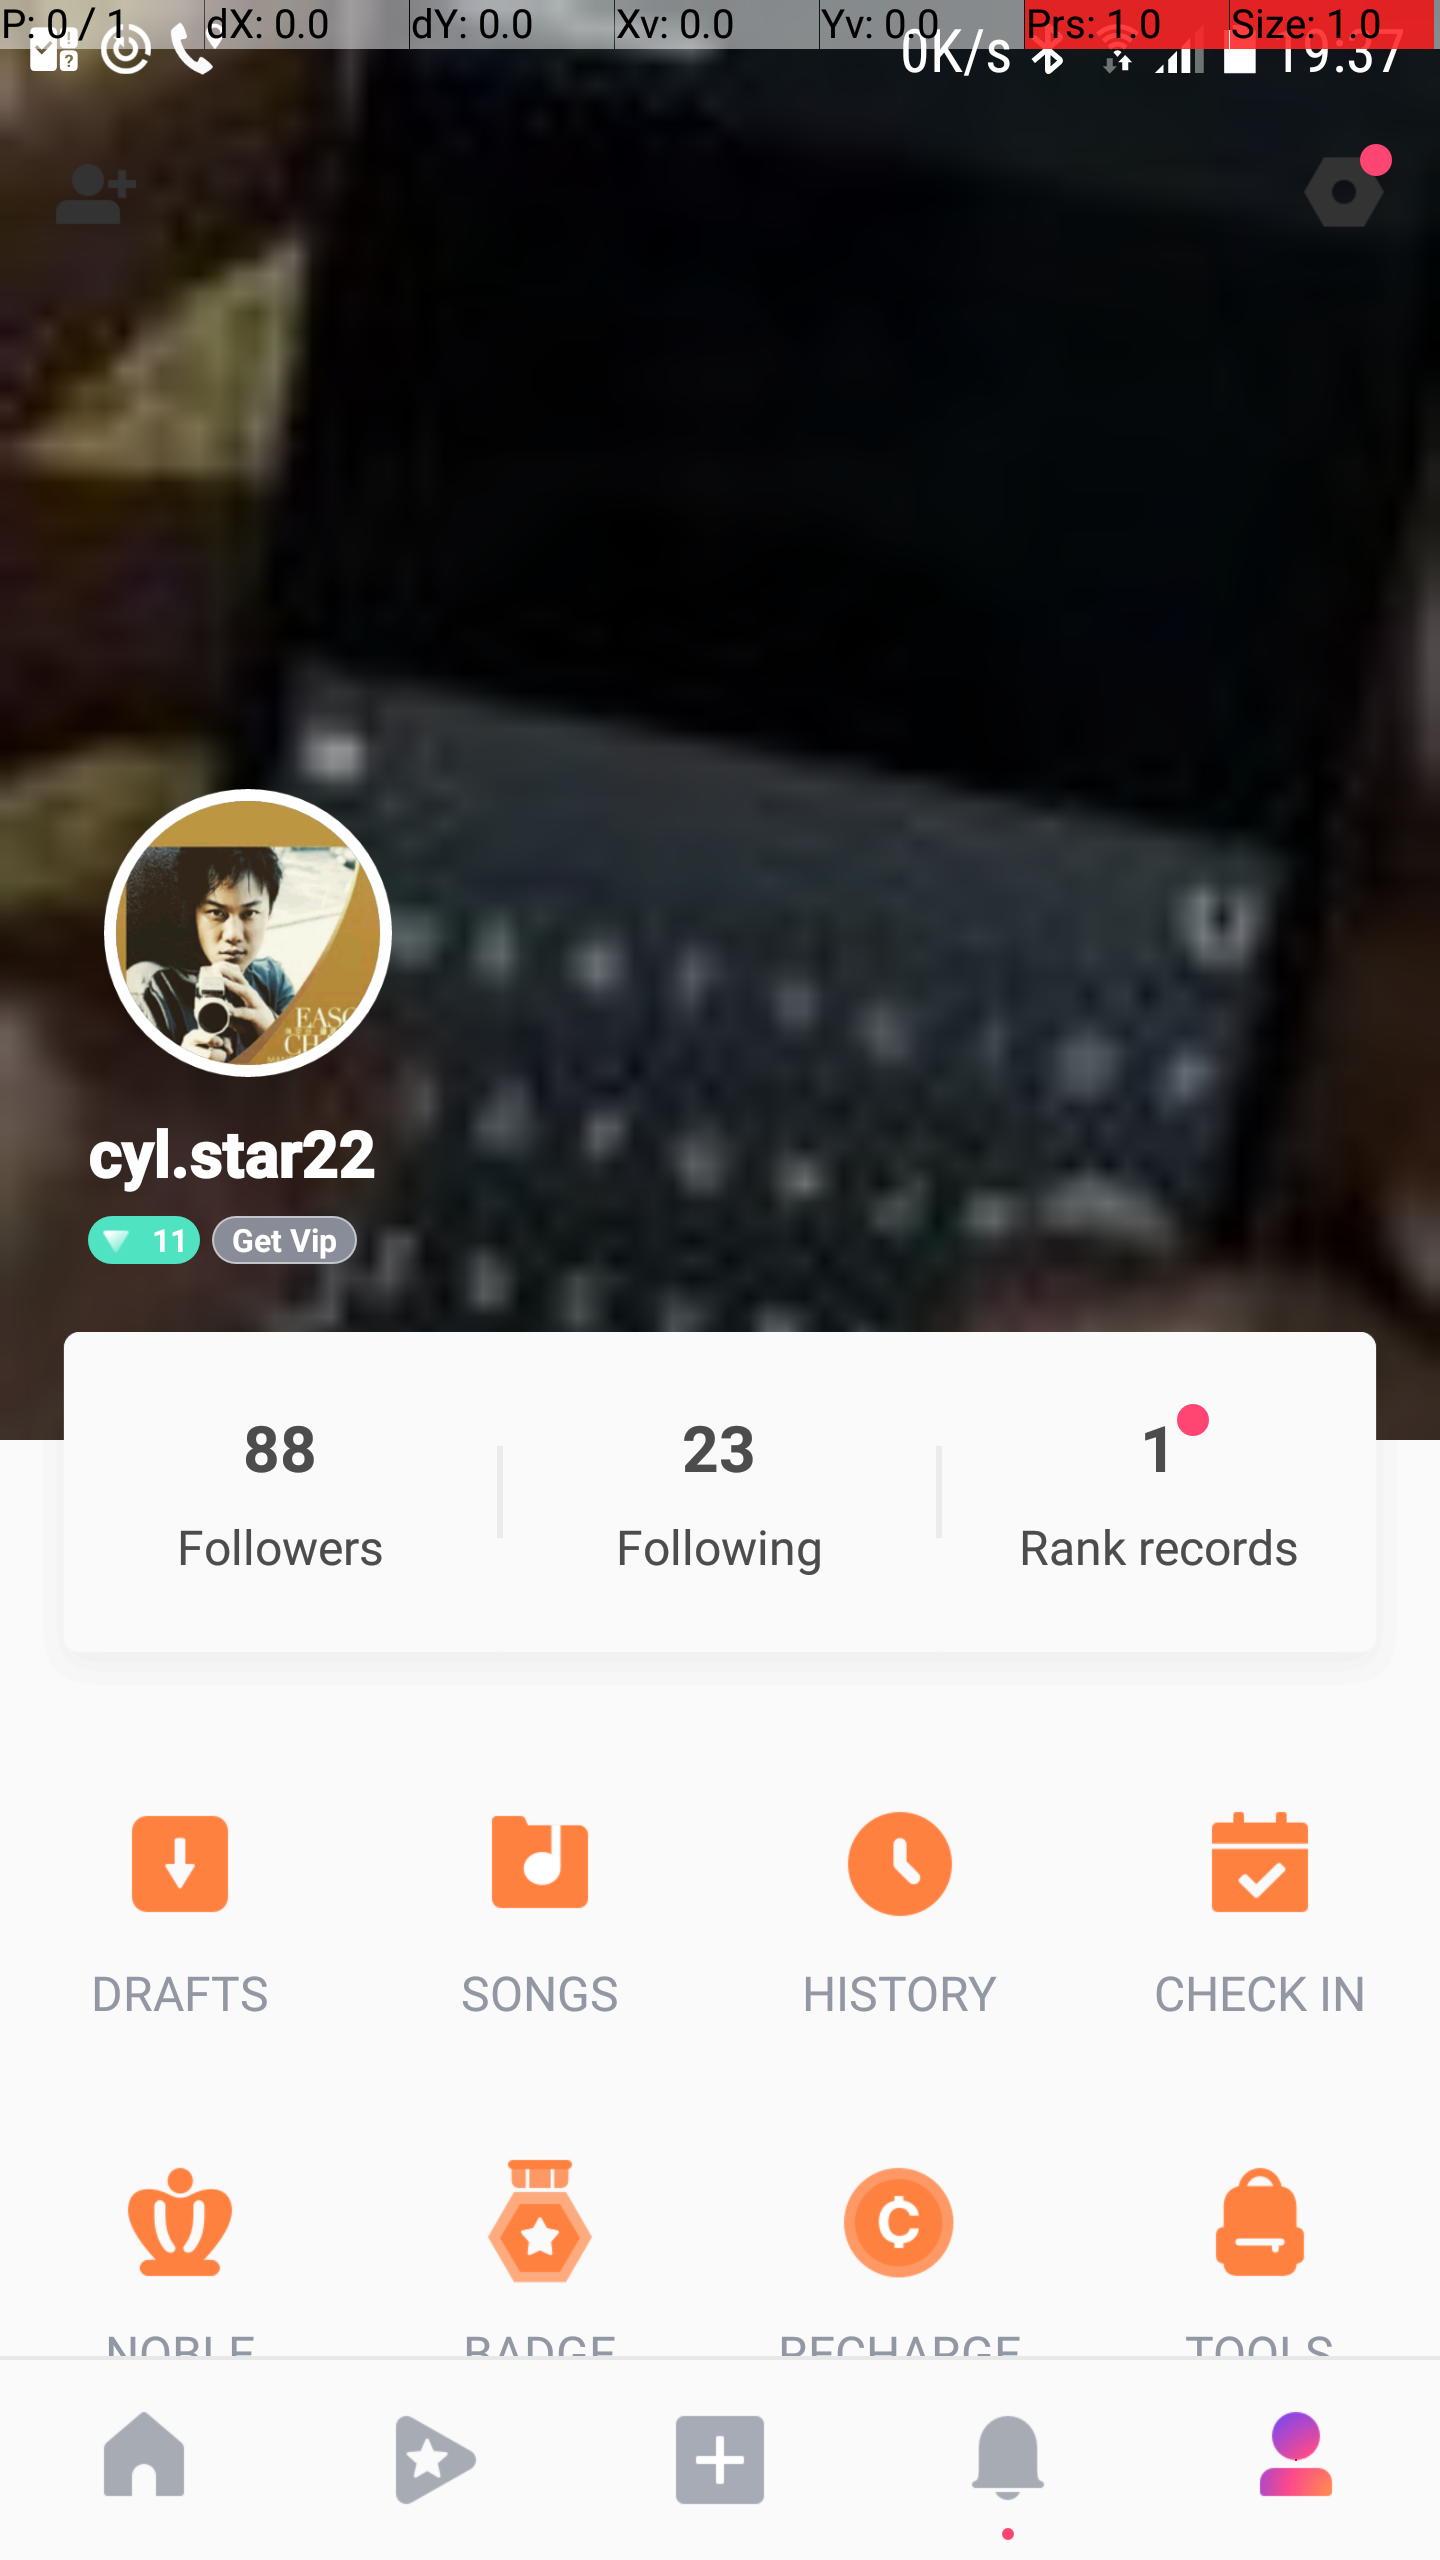 P: 0 / 1 dX: 0.0 dY: 0.0 Xv: 0.0 Yv: 0.0 Prs: 1.0 Size: 1.0
0K/s 19:37
EASO
CH
cyl.star22
11 Get Vip
88 23 1
Followers Following Rank records
DRAFTS SONGS HISTORY CHECK IN
NOBLE BADGE RECHARGE TOOLS